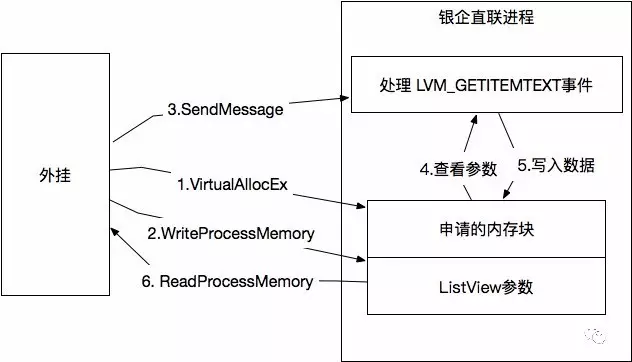 银企直联进程
处理 LVM_GETITEMTEXT事件
3.SendMessage
外挂
4.查看参数
5.写入数据
1.VirtualAllocEx
申请的内存块
2.WriteProcessMemory
6. ReadProcessMemory
ListView参数